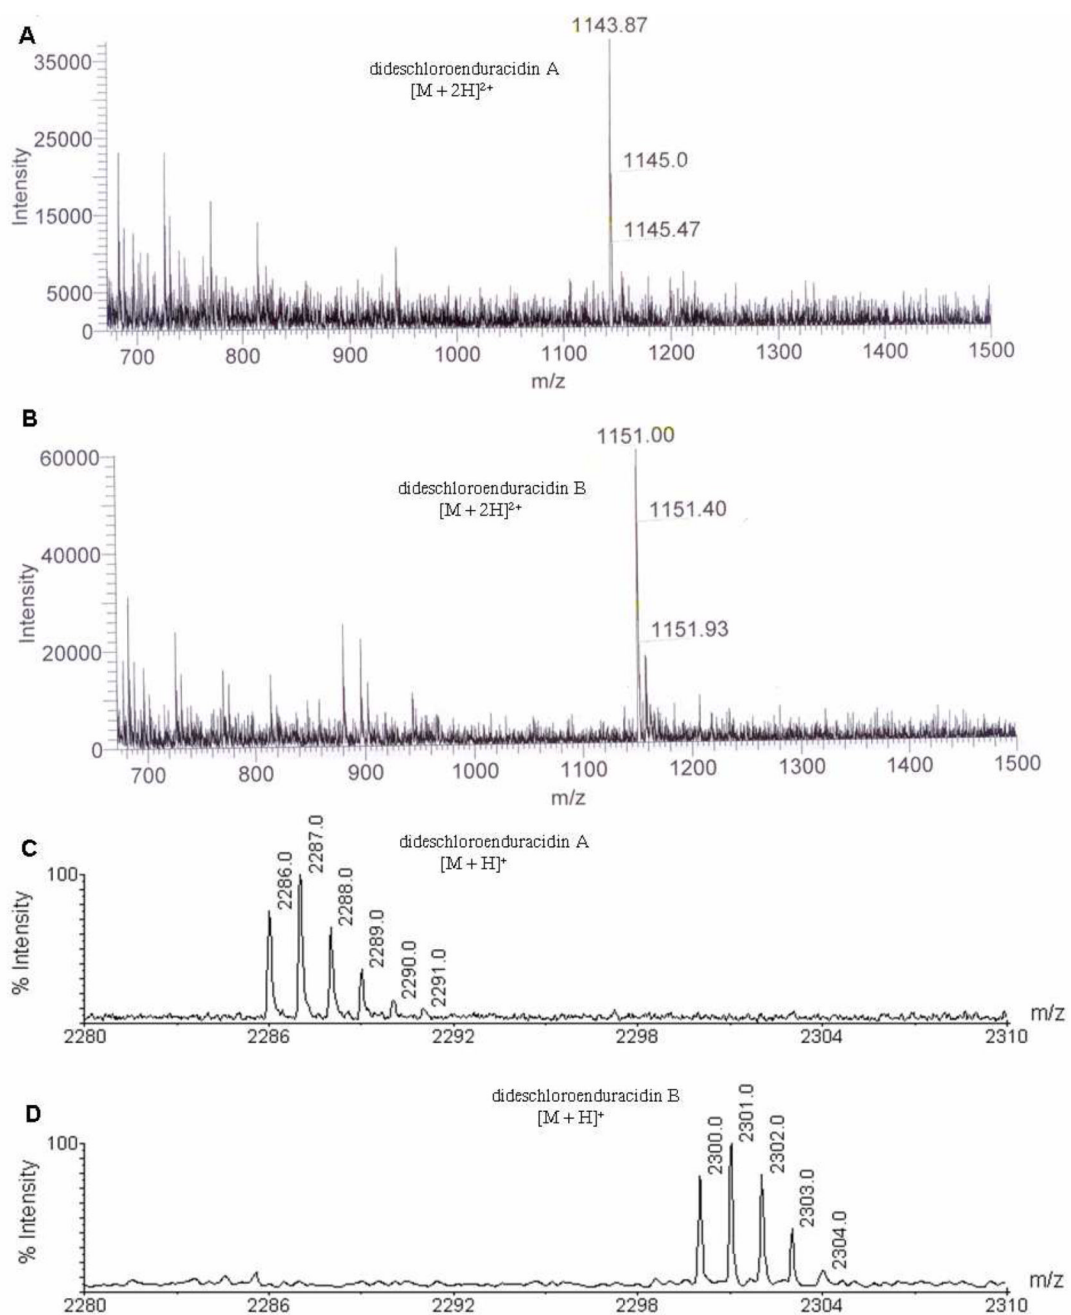 A
1143.87
35000
dideschloroenduracidin A
[M + 2H]²⁺
25000
1145.0
Intensity
15000
1145.47
5000
0
700 800 900 1000 1100 1200 1300 1400 1500
m/z
B
1151.00
60000
dideschloroenduracidin B
[M + 2H]²⁺
1151.40
40000
Intensity
1151.93
20000
0
700 800 900 1000 1100 1200 1300 1400 1500
m/z
C
dideschloroenduracidin A
[M + H]⁺
100
2286.0 2287.0 2288.0 2289.0 2290.0 2291.0
% Intensity
m/z
2280 2286 2292 2298 2304 2310
D
dideschloroenduracidin B
[M + H]⁺
100
2300.0 2301.0 2302.0 2303.0 2304.0
% Intensity
m/z
2280 2286 2292 2298 2304 2310